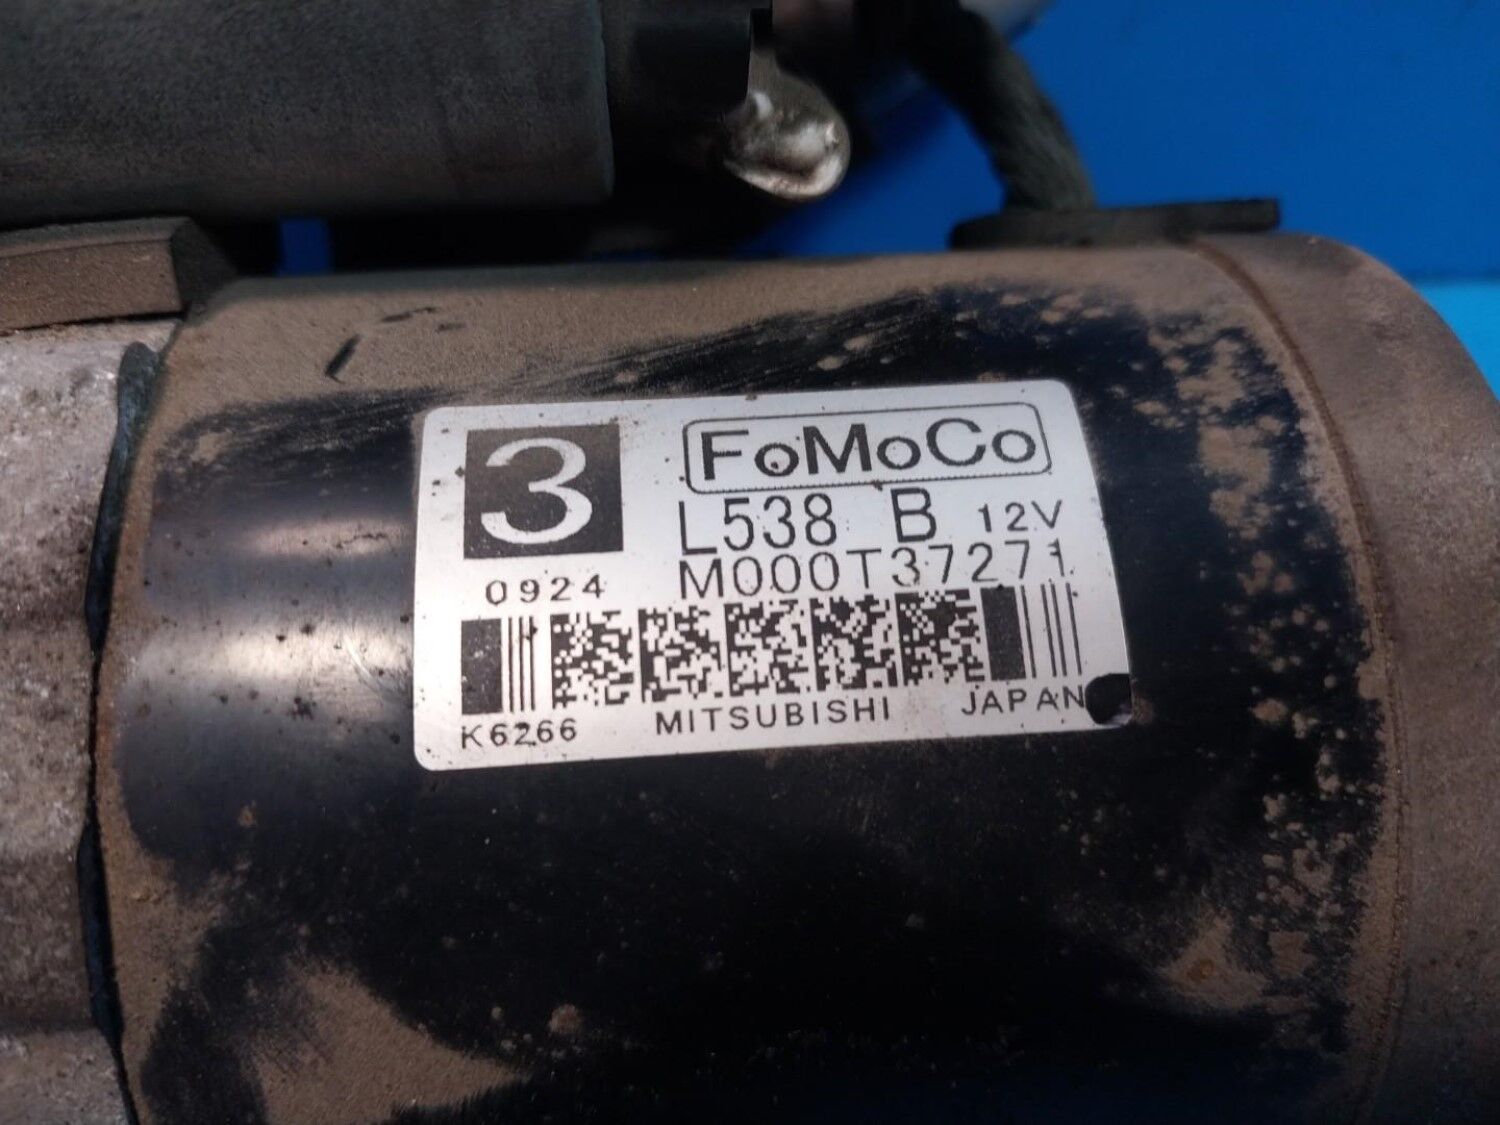 3 FoMoCo
L538 B 12V
0924 M000T37271
K6266 MITSUBISHI JAPAN